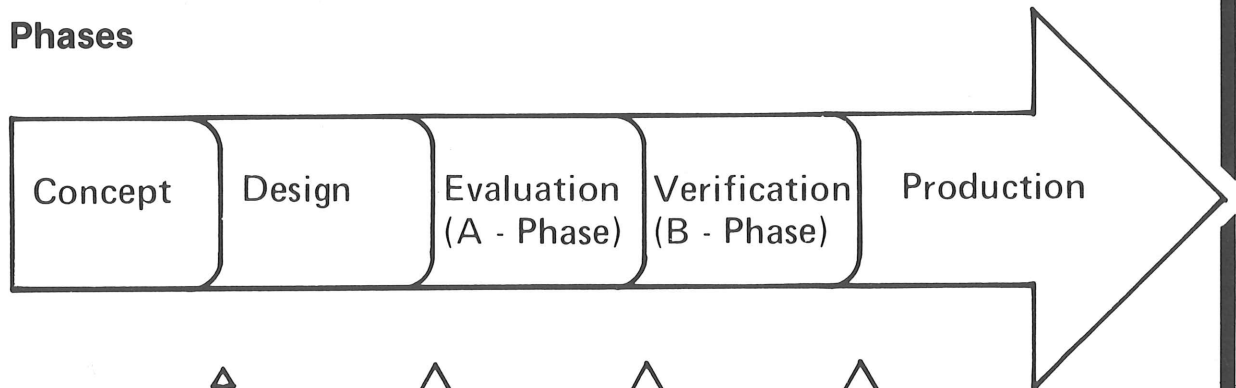 Phases
Concept
Design
Evaluation
(A - Phase)
Verification
(B - Phase)
Production